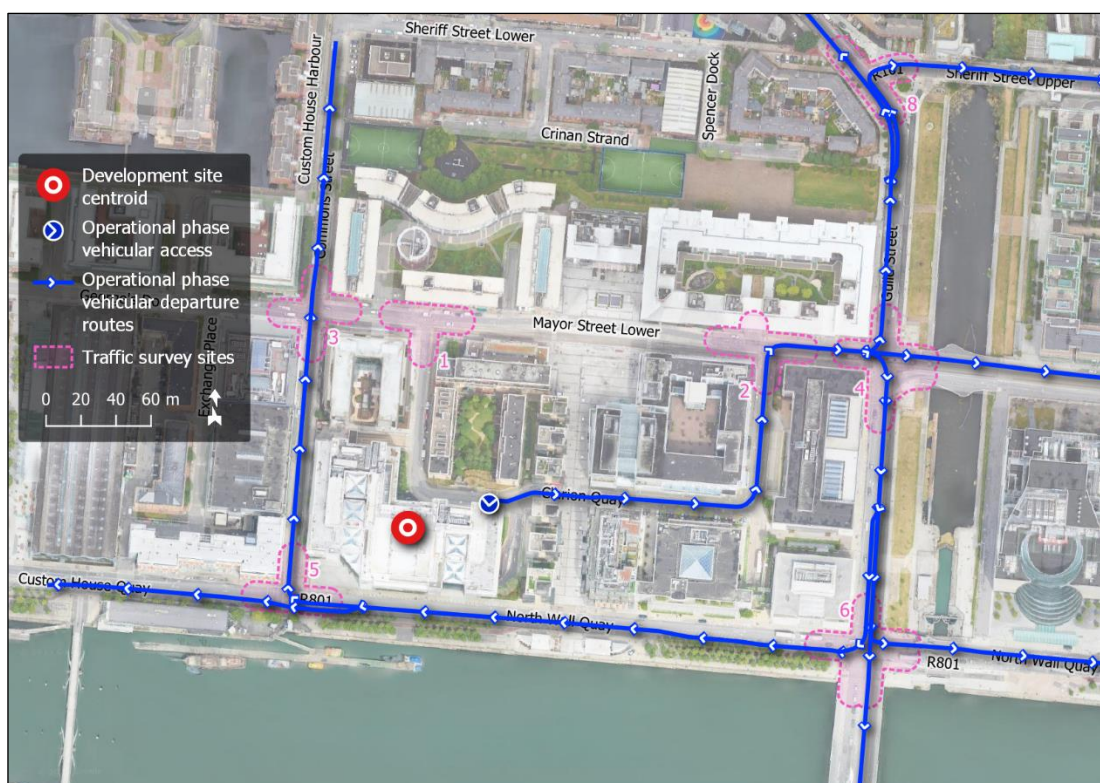 Sheriff Street Lower
R101
Sheriff Street Upper
8
Spencer Dock
Crinan Strand
Custom House Harbour
Commons Street
Guild Street
Development site
centroid
Operational phase
vehicular access
Operational phase
vehicular departure
routes
Traffic survey sites
0 20 40 60 m
Exchange Place
Mayor Street Lower
3
1
2
4
Clarion Quay
5
6
Custom House Quay
R801
North Wall Quay
R801
North Wall Quay